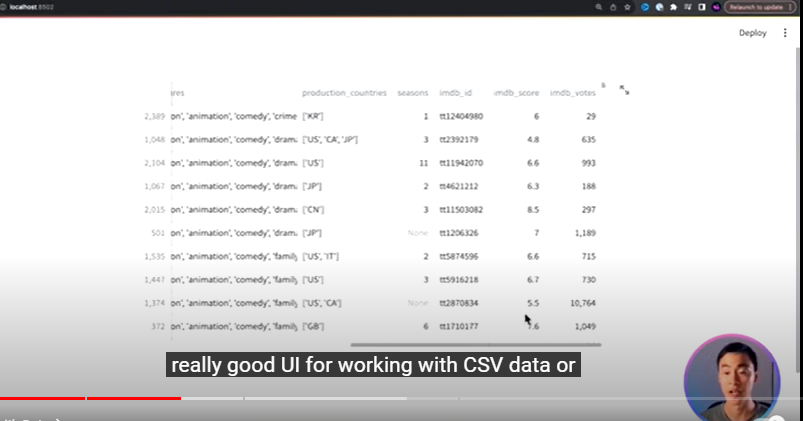 localhost:8502
Relaunch to update
Deploy
res production_countries seasons imdb_id imdb_score imdb_votes
2,389 on', 'animation', 'comedy', 'crime ['KR'] 1 tt12404980 6 29
1,048 on', 'animation', 'comedy', 'dram ['US', 'CA', 'JP'] 3 tt2392179 4.8 635
2,104 on', 'animation', 'comedy', 'dram ['US'] 11 tt11942070 6.6 993
1,067 on', 'animation', 'comedy', 'dram ['JP'] 2 tt4621212 6.3 188
2,015 on', 'animation', 'comedy', 'dram ['CN'] 3 tt11503082 8.5 297
501 on', 'animation', 'comedy', 'dram ['JP'] None tt1206326 7 1,189
1,535 on', 'animation', 'comedy', 'family ['US', 'IT'] 2 tt5874596 6.6 715
1,447 on', 'animation', 'comedy', 'family ['US'] 3 tt5916218 6.7 730
1,374 on', 'animation', 'comedy', 'family ['US', 'CA'] None tt2870834 5.5 10,764
372 on', 'animation', 'comedy', 'family ['GB'] 6 tt1710177 7.6 1,049
really good UI for working with CSV data or